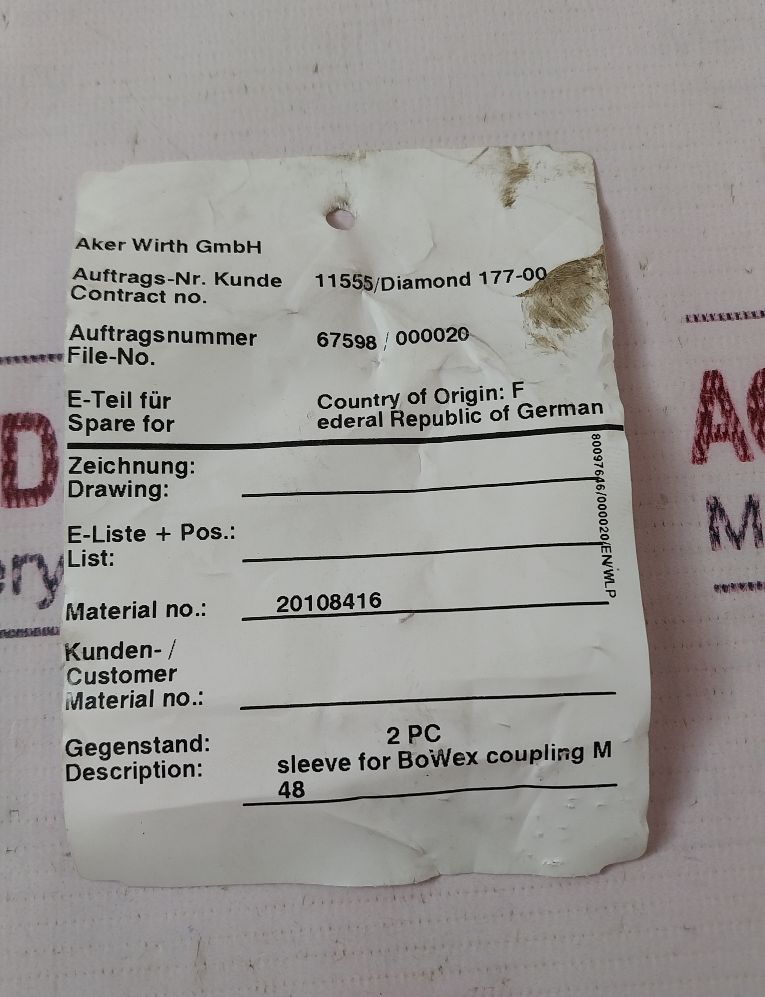 Aker Wirth GmbH
Auftrags-Nr. Kunde 11555/Diamond 177-00
Contract no.
Auftragsnummer 67598 / 000020
File-No.
E-Teil für Country of Origin: F
Spare for ederal Republic of German
Zeichnung:
Drawing:
80097646/000020/EN/WLP
E-Liste + Pos.:
List:
Material no.: 20108416
Kunden- /
Customer
Material no.:
Gegenstand: 2 PC
Description: sleeve for BoWex coupling M
48
D
ery
M